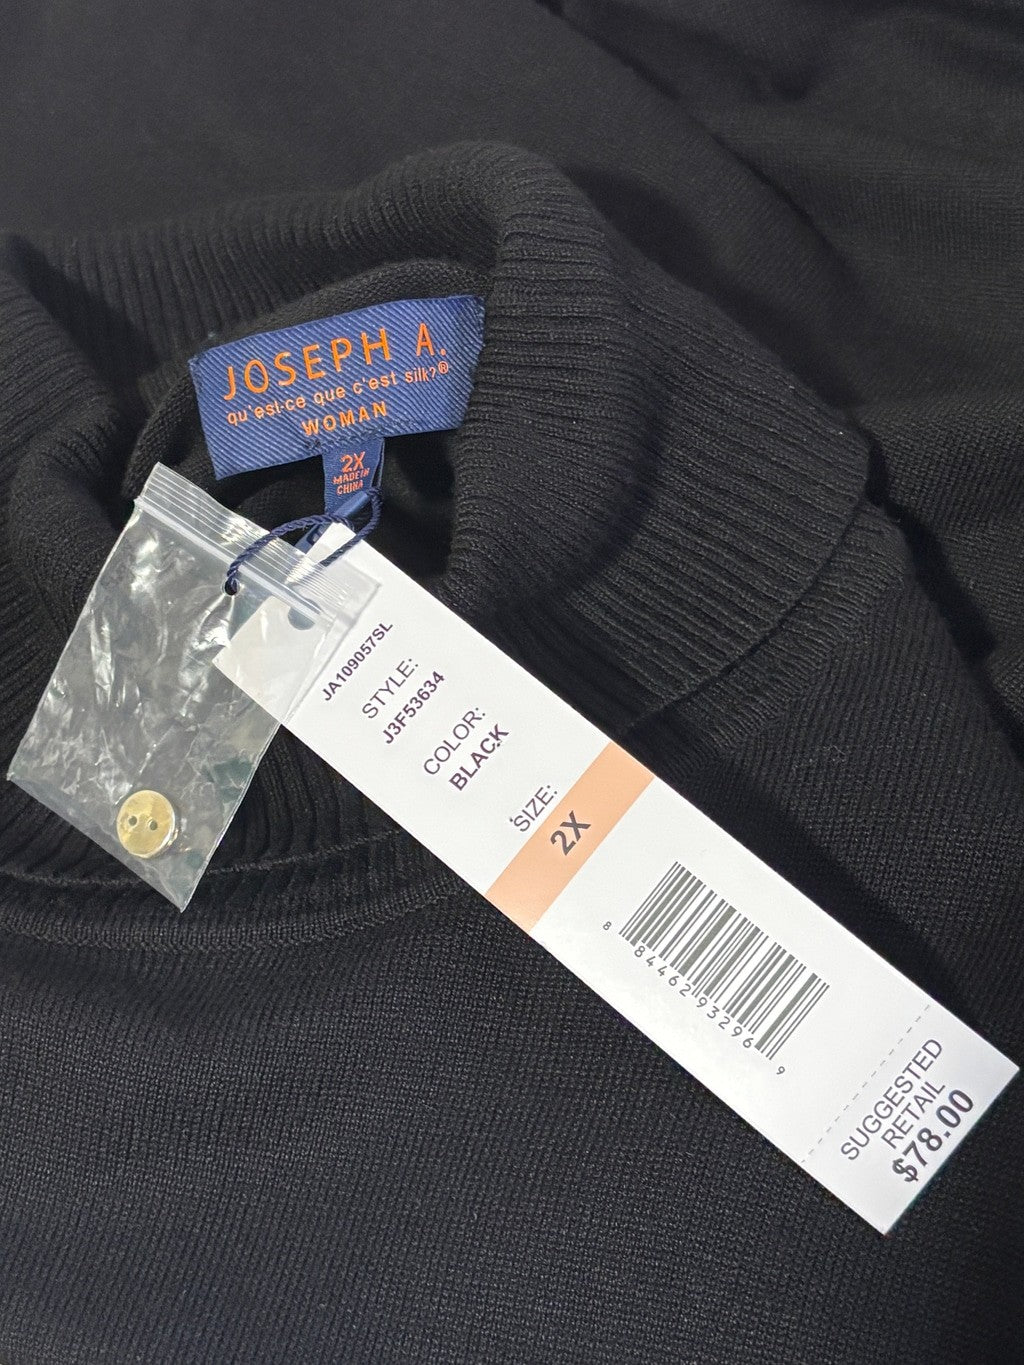 JOSEPH A.
qu'est-ce que c'est silk?®
WOMAN
2X
MADE IN
CHINA
JA109057SL
STYLE:
J3F53634
COLOR:
BLACK
SIZE:
2X
8 84462 93296 9
SUGGESTED
RETAIL
$78.00